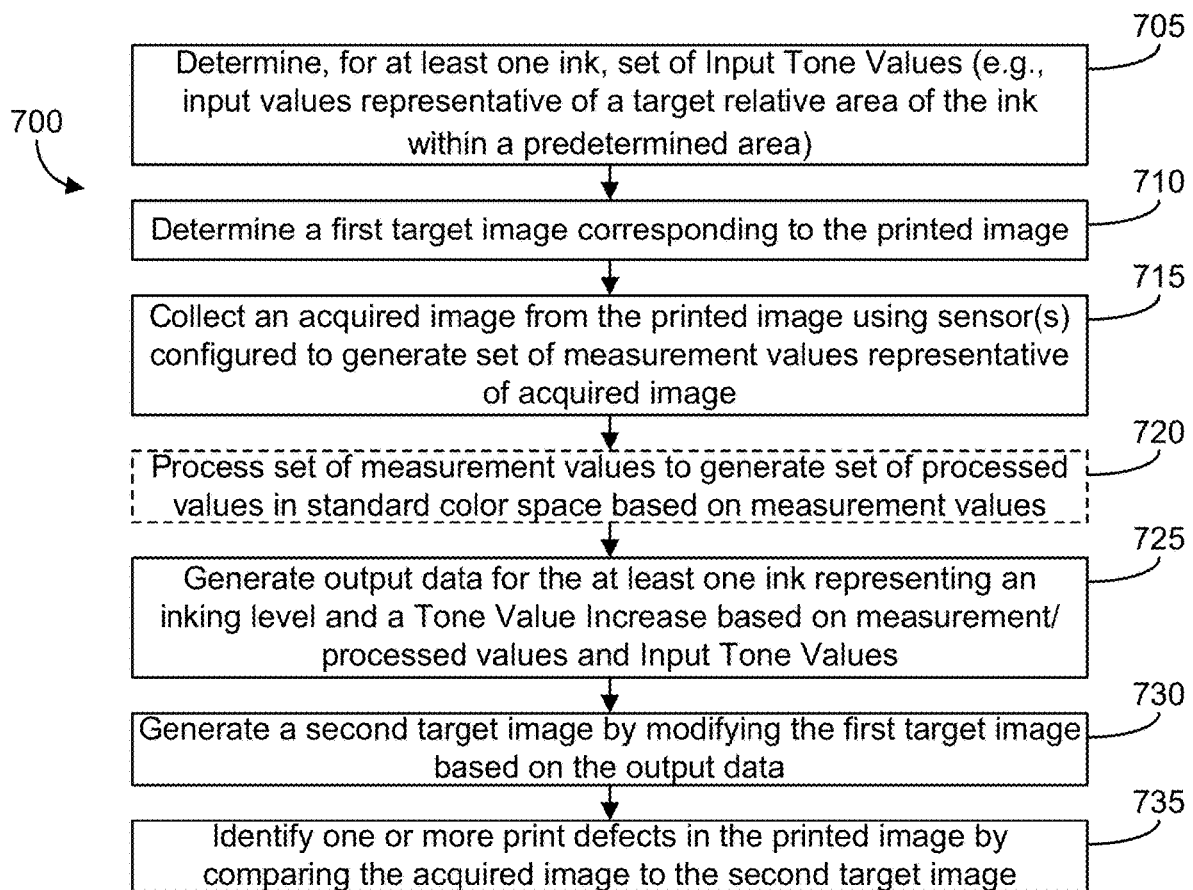 705
Determine, for at least one ink, set of Input Tone Values (e.g.,
input values representative of a target relative area of the ink
within a predetermined area)
700
710
Determine a first target image corresponding to the printed image
715
Collect an acquired image from the printed image using sensor(s)
configured to generate set of measurement values representative
of acquired image
720
Process set of measurement values to generate set of processed
values in standard color space based on measurement values
725
Generate output data for the at least one ink representing an
inking level and a Tone Value Increase based on measurement/
processed values and Input Tone Values
730
Generate a second target image by modifying the first target image
based on the output data
735
Identify one or more print defects in the printed image by
comparing the acquired image to the second target image